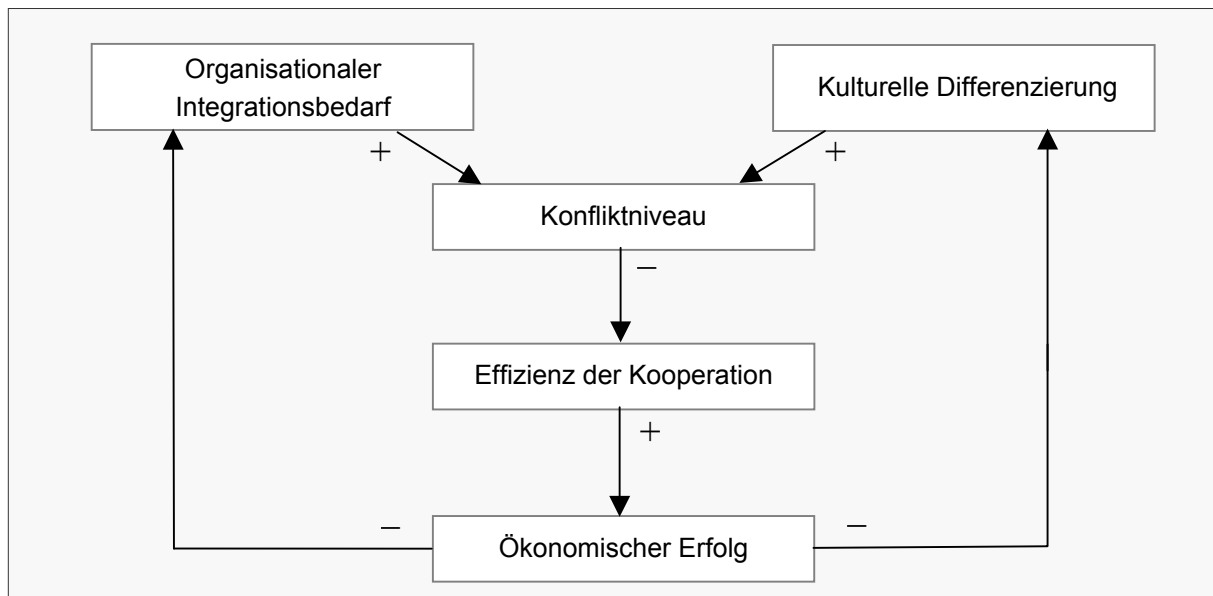 Organisationaler
Integrationsbedarf
Kulturelle Differenzierung
+
+
Konfliktniveau
–
Effizienz der Kooperation
+
–
–
Ökonomischer Erfolg